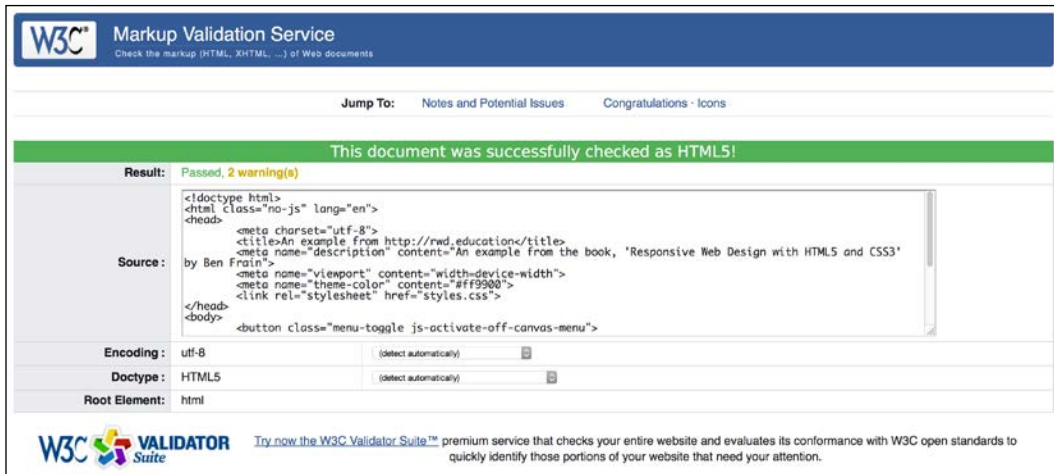 W3C®
Markup Validation Service
Check the markup (HTML, XHTML, ...) of Web documents
Jump To: Notes and Potential Issues Congratulations · Icons
This document was successfully checked as HTML5!
Result: Passed, 2 warning(s)
Source :
<!doctype html>
<html class="no-js" lang="en">
<head>
<meta charset="utf-8">
<title>An example from http://rwd.education</title>
<meta name="description" content="An example from the book, 'Responsive Web Design with HTML5 and CSS3'
by Ben Frain">
<meta name="viewport" content="width=device-width">
<meta name="theme-color" content="#ff9900">
<link rel="stylesheet" href="styles.css">
</head>
<body>
<button class="menu-toggle js-activate-off-canvas-menu">
Encoding : utf-8 (detect automatically)
Doctype : HTML5 (detect automatically)
Root Element: html
W3C VALIDATOR Suite
Try now the W3C Validator Suite™ premium service that checks your entire website and evaluates its conformance with W3C open standards to
quickly identify those portions of your website that need your attention.